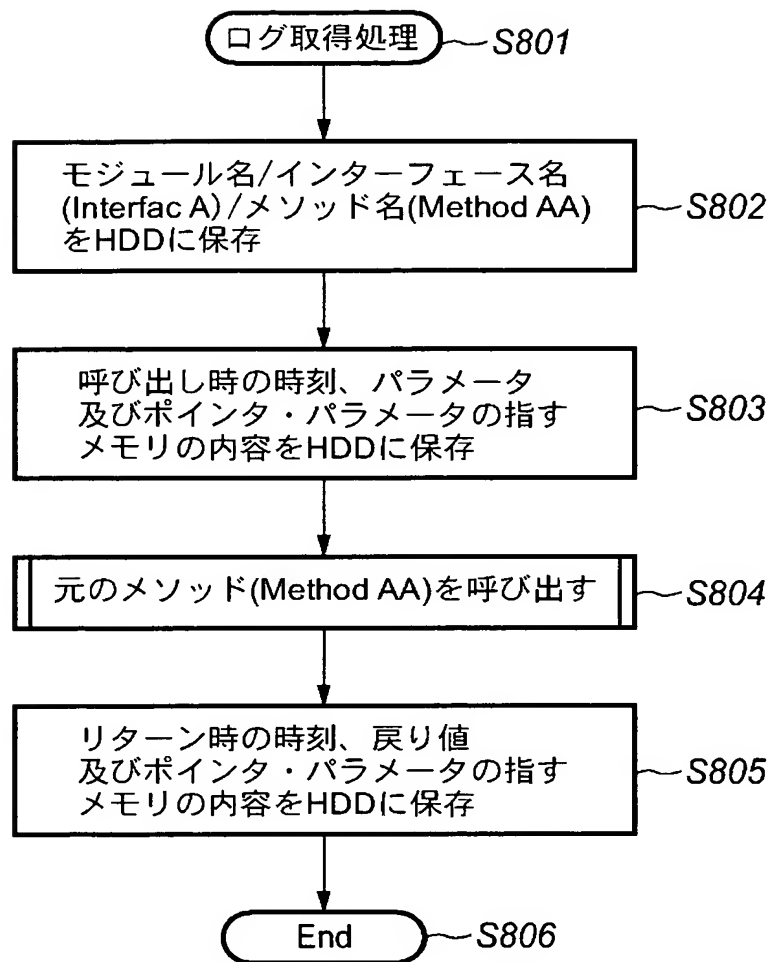 ログ取得処理
S801
モジュール名/インターフェース名
(Interfac A)/メソッド名(Method AA)
をHDDに保存
S802
呼び出し時の時刻、パラメータ
及びポインタ・パラメータの指す
メモリの内容をHDDに保存
S803
元のメソッド(Method AA)を呼び出す
S804
リターン時の時刻、戻り値
及びポインタ・パラメータの指す
メモリの内容をHDDに保存
S805
End
S806